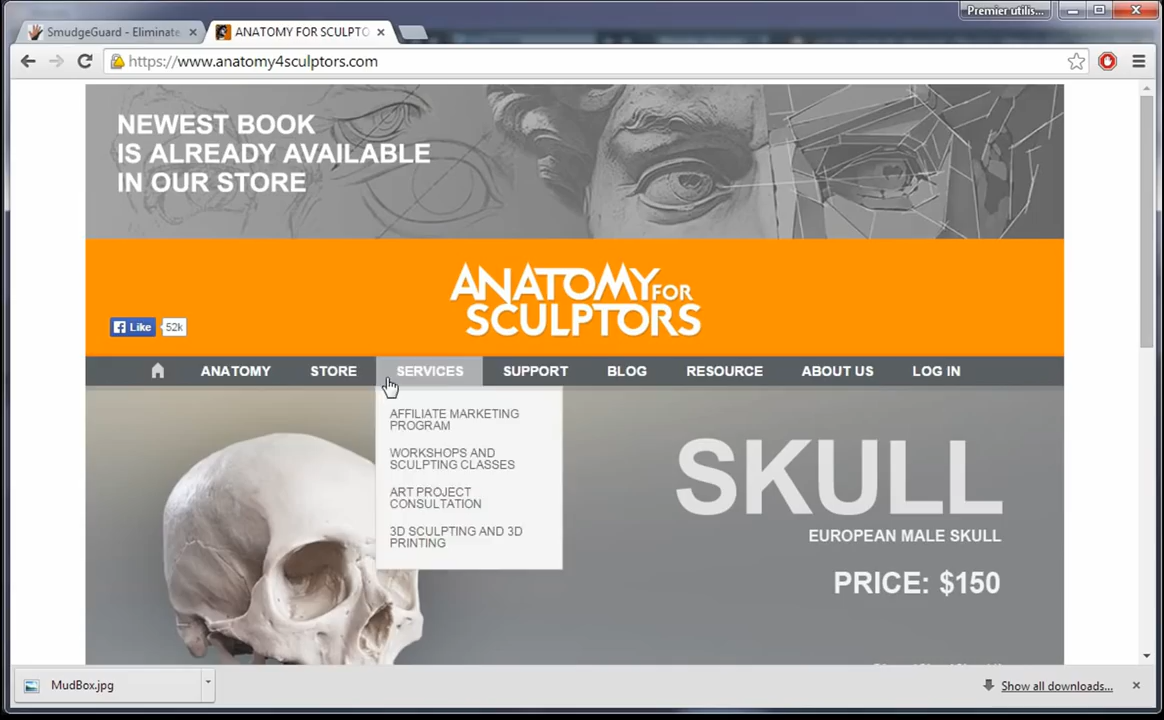 Premier utilis...
SmudgeGuard - Eliminate
ANATOMY FOR SCULPTO
https://www.anatomy4sculptors.com
NEWEST BOOK
IS ALREADY AVAILABLE
IN OUR STORE
ANATOMY FOR
SCULPTORS
Like 52k
ANATOMY STORE SERVICES SUPPORT BLOG RESOURCE ABOUT US LOG IN
AFFILIATE MARKETING
PROGRAM
WORKSHOPS AND
SCULPTING CLASSES
ART PROJECT
CONSULTATION
3D SCULPTING AND 3D
PRINTING
SKULL
EUROPEAN MALE SKULL
PRICE: $150
MudBox.jpg
Show all downloads...